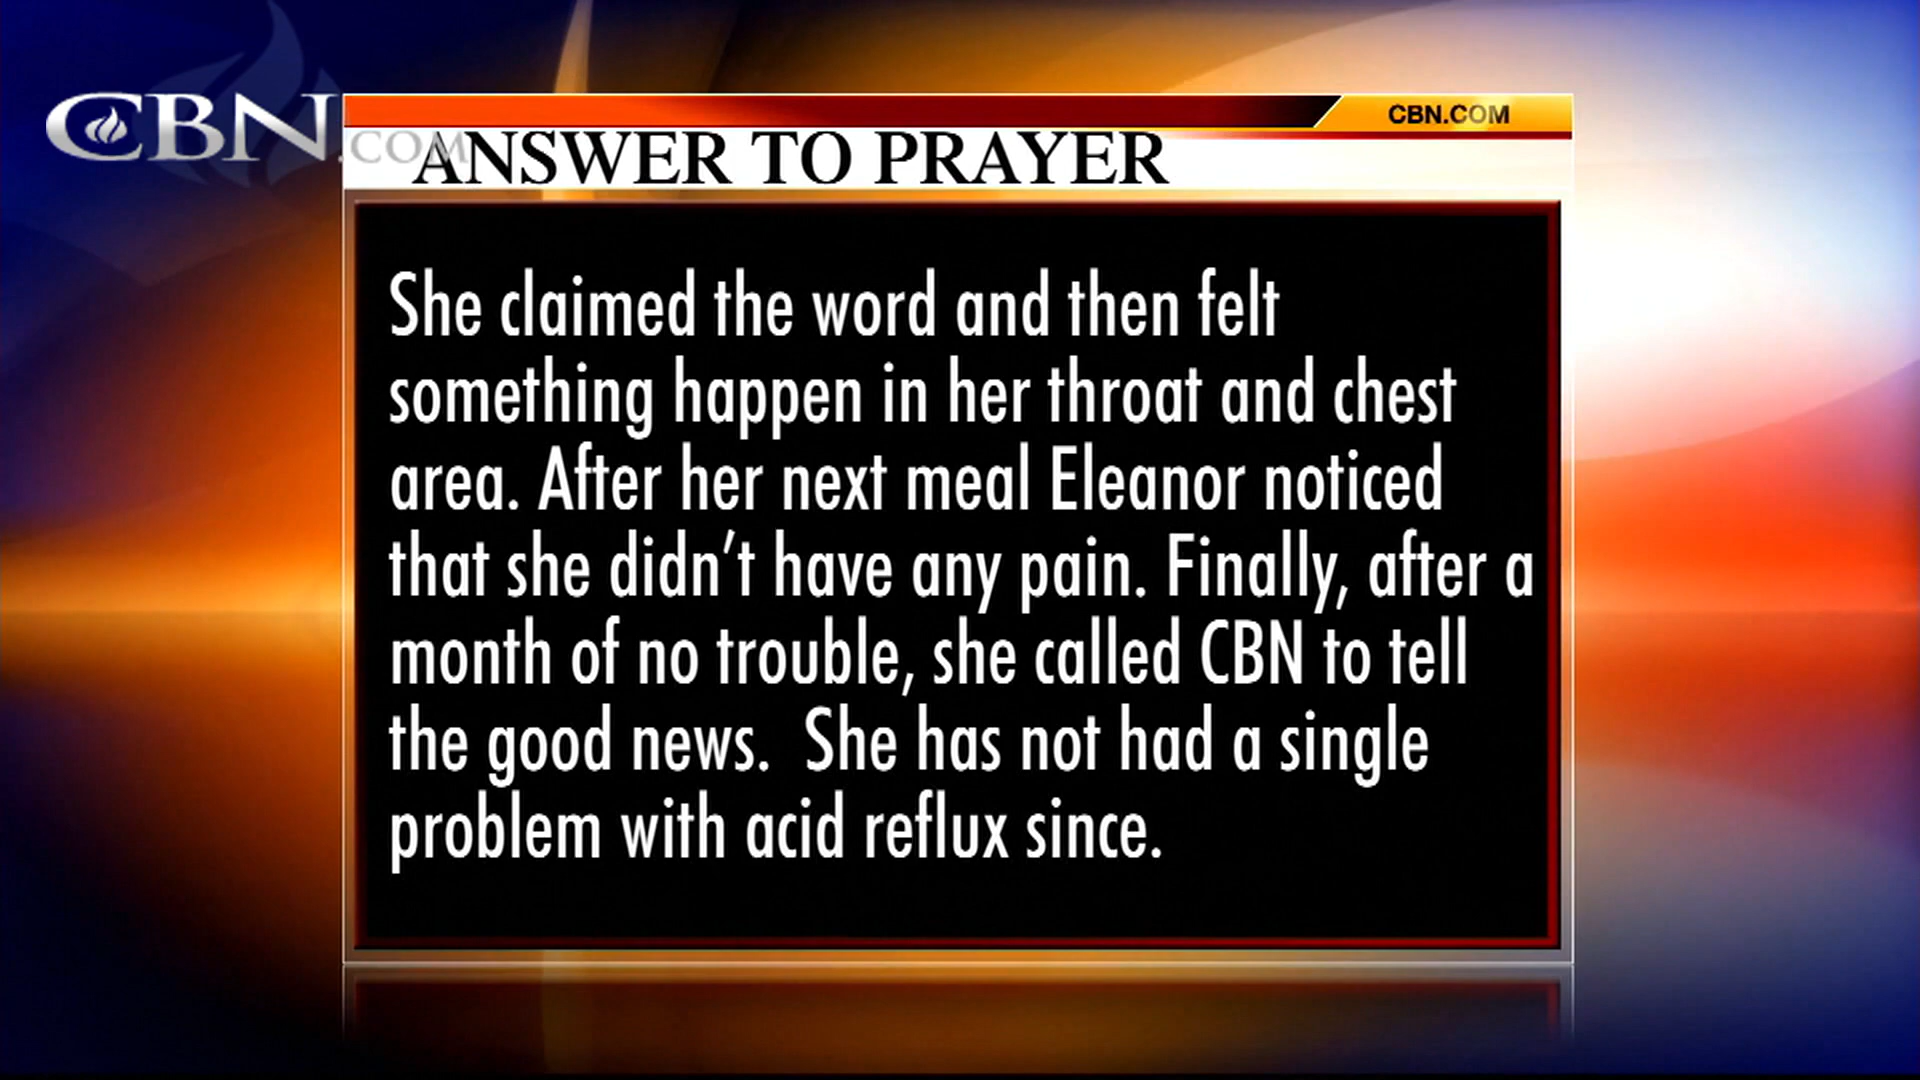 CBN.COM
CBN.COM
ANSWER TO PRAYER
She claimed the word and then felt
something happen in her throat and chest
area. After her next meal Eleanor noticed
that she didn't have any pain. Finally, after a
month of no trouble, she called CBN to tell
the good news.  She has not had a single
problem with acid reflux since.